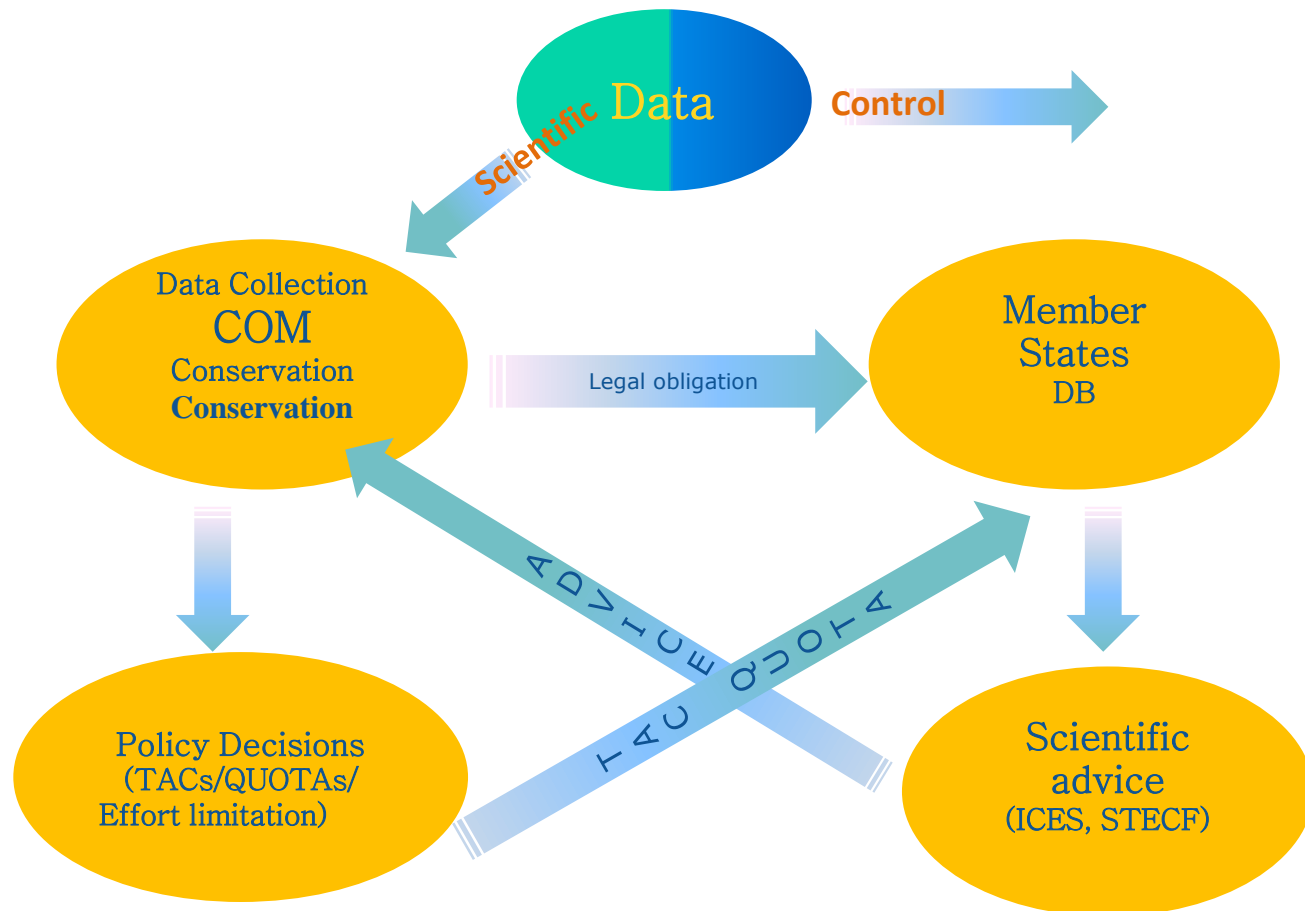 Data
Control
Scientific
Data Collection
COM
Conservation
Conservation
Member
States
DB
Legal obligation
ADVICE
TAC QUOTA
Policy Decisions
(TACs/QUOTAs/
Effort limitation)
Scientific
advice
(ICES, STECF)